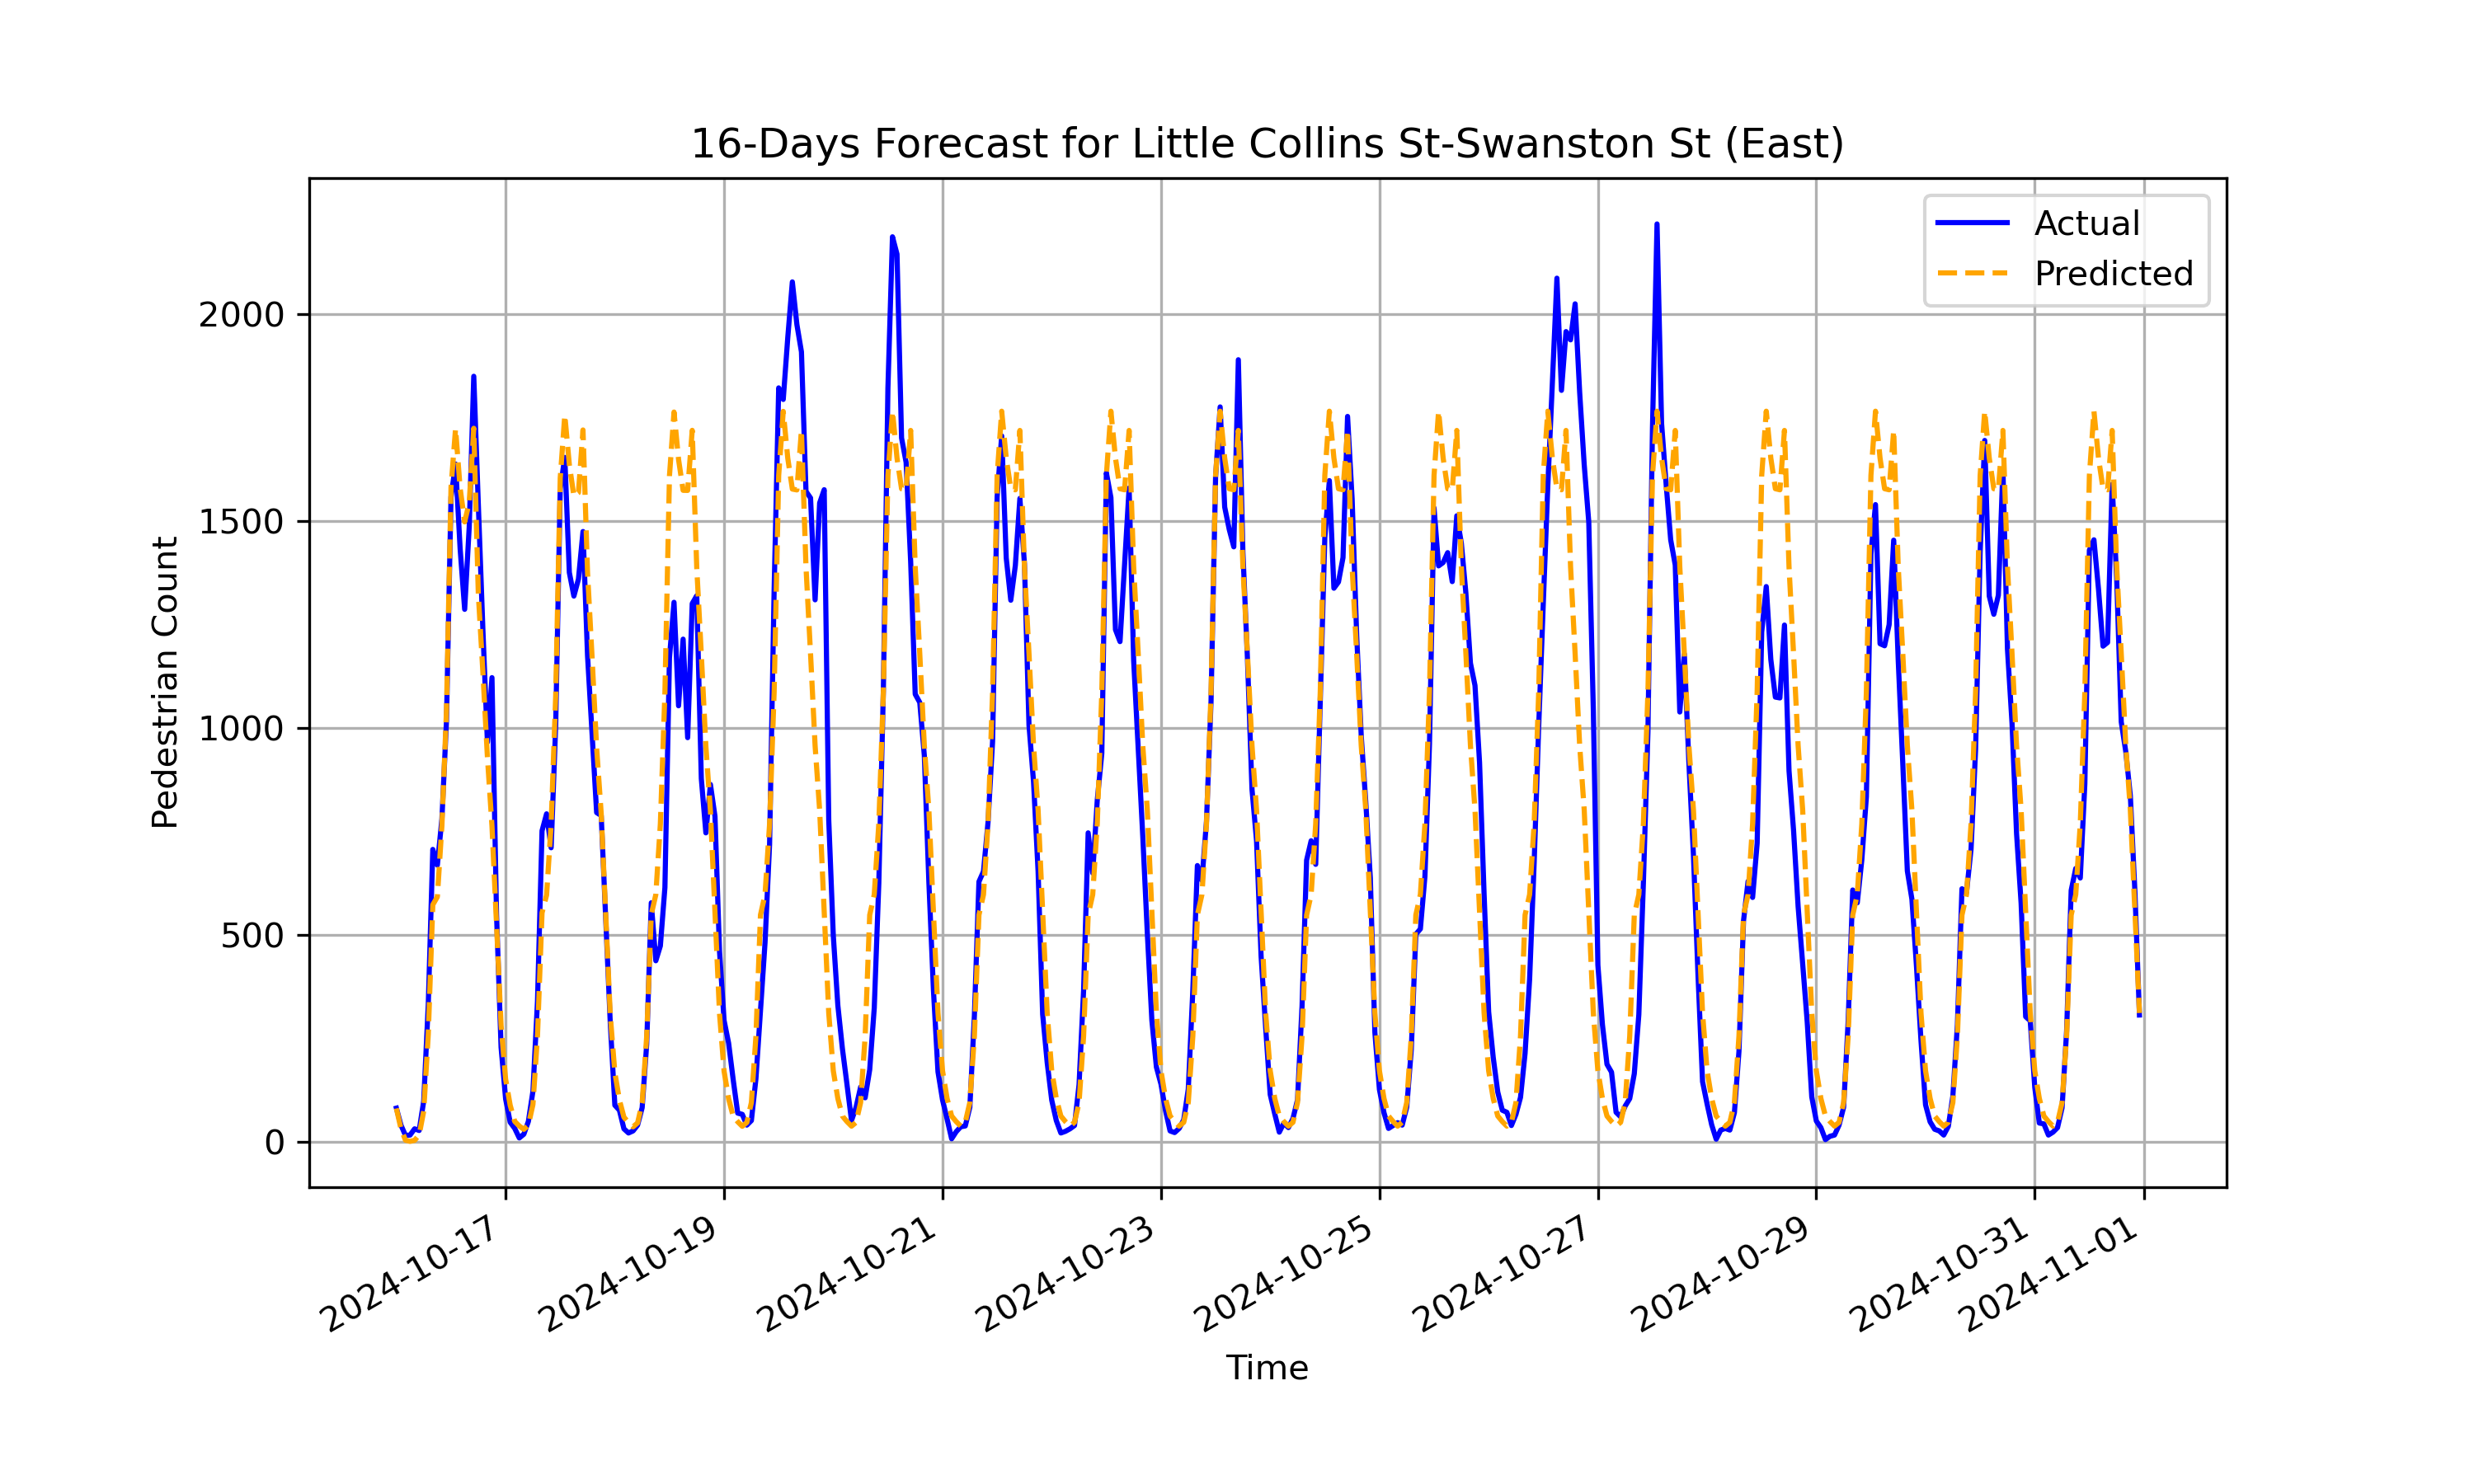 16-Days Forecast for Little Collins St-Swanston St (East)
Actual
Predicted
Pedestrian Count
2000
1500
1000
500
0
2024-10-17
2024-10-19
2024-10-21
2024-10-23
2024-10-25
2024-10-27
2024-10-29
2024-10-31
2024-11-01
Time